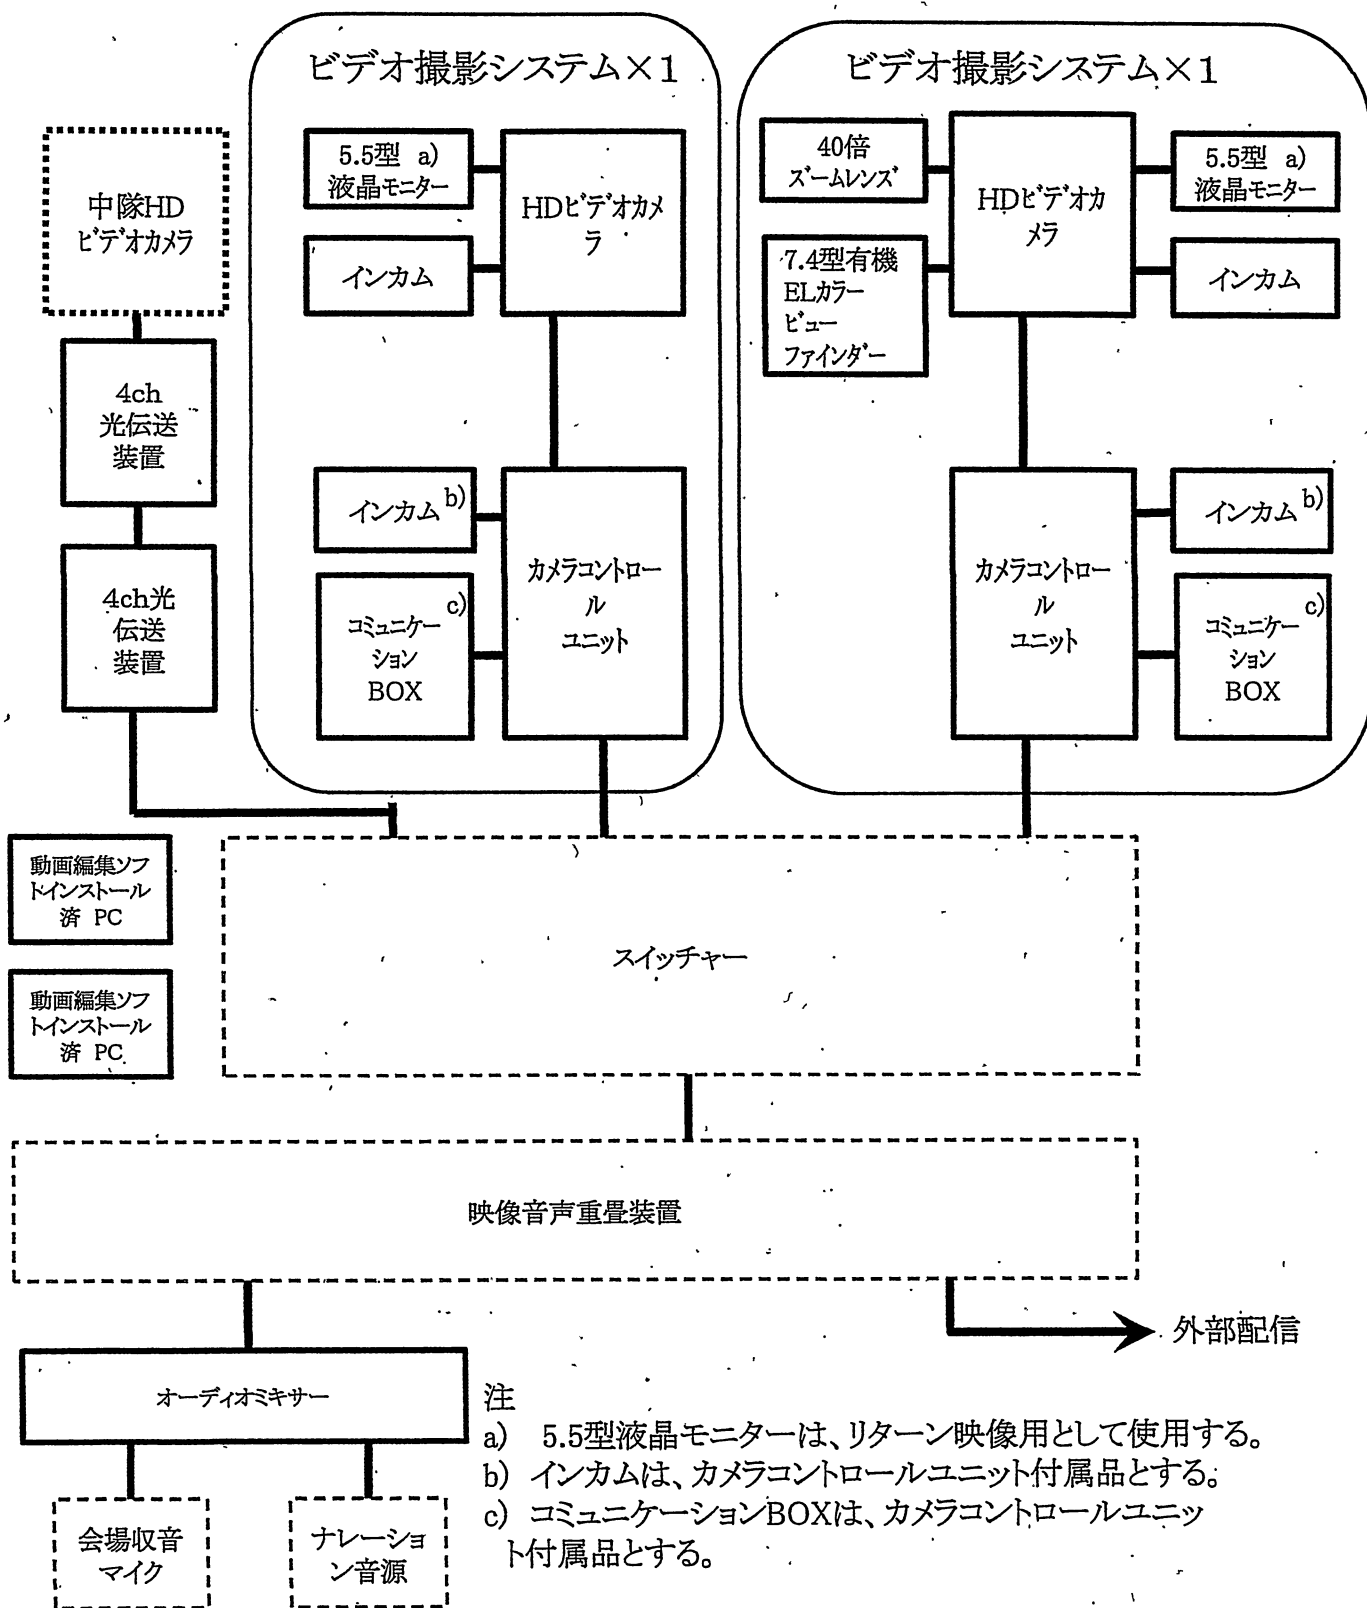 ビデオ撮影システム×1
5.5型 a)
液晶モニター
HDビデオカメ
ラ
インカム
インカム b)
コミュニケー c)
ション
BOX
カメラコントロー
ル
ユニット
ビデオ撮影システム×1
40倍
ズームレンズ
HDビデオカ
メラ
5.5型 a)
液晶モニター
7.4型有機
ELカラー
ビュー
ファインダー
インカム
カメラコントロー
ル
ユニット
インカム b)
コミュニケー c)
ション
BOX
中隊HD
ビデオカメラ
4ch
光伝送
装置
4ch光
伝送
装置
動画編集ソフ
トインストール
済 PC
動画編集ソフ
トインストール
済 PC
スイッチャー
映像音声重畳装置
外部配信
オーディオミキサー
会場収音
マイク
ナレーショ
ン音源
注
a) 5.5型液晶モニターは、リターン映像用として使用する。
b) インカムは、カメラコントロールユニット付属品とする。
c) コミュニケーションBOXは、カメラコントロールユニッ
ト付属品とする。